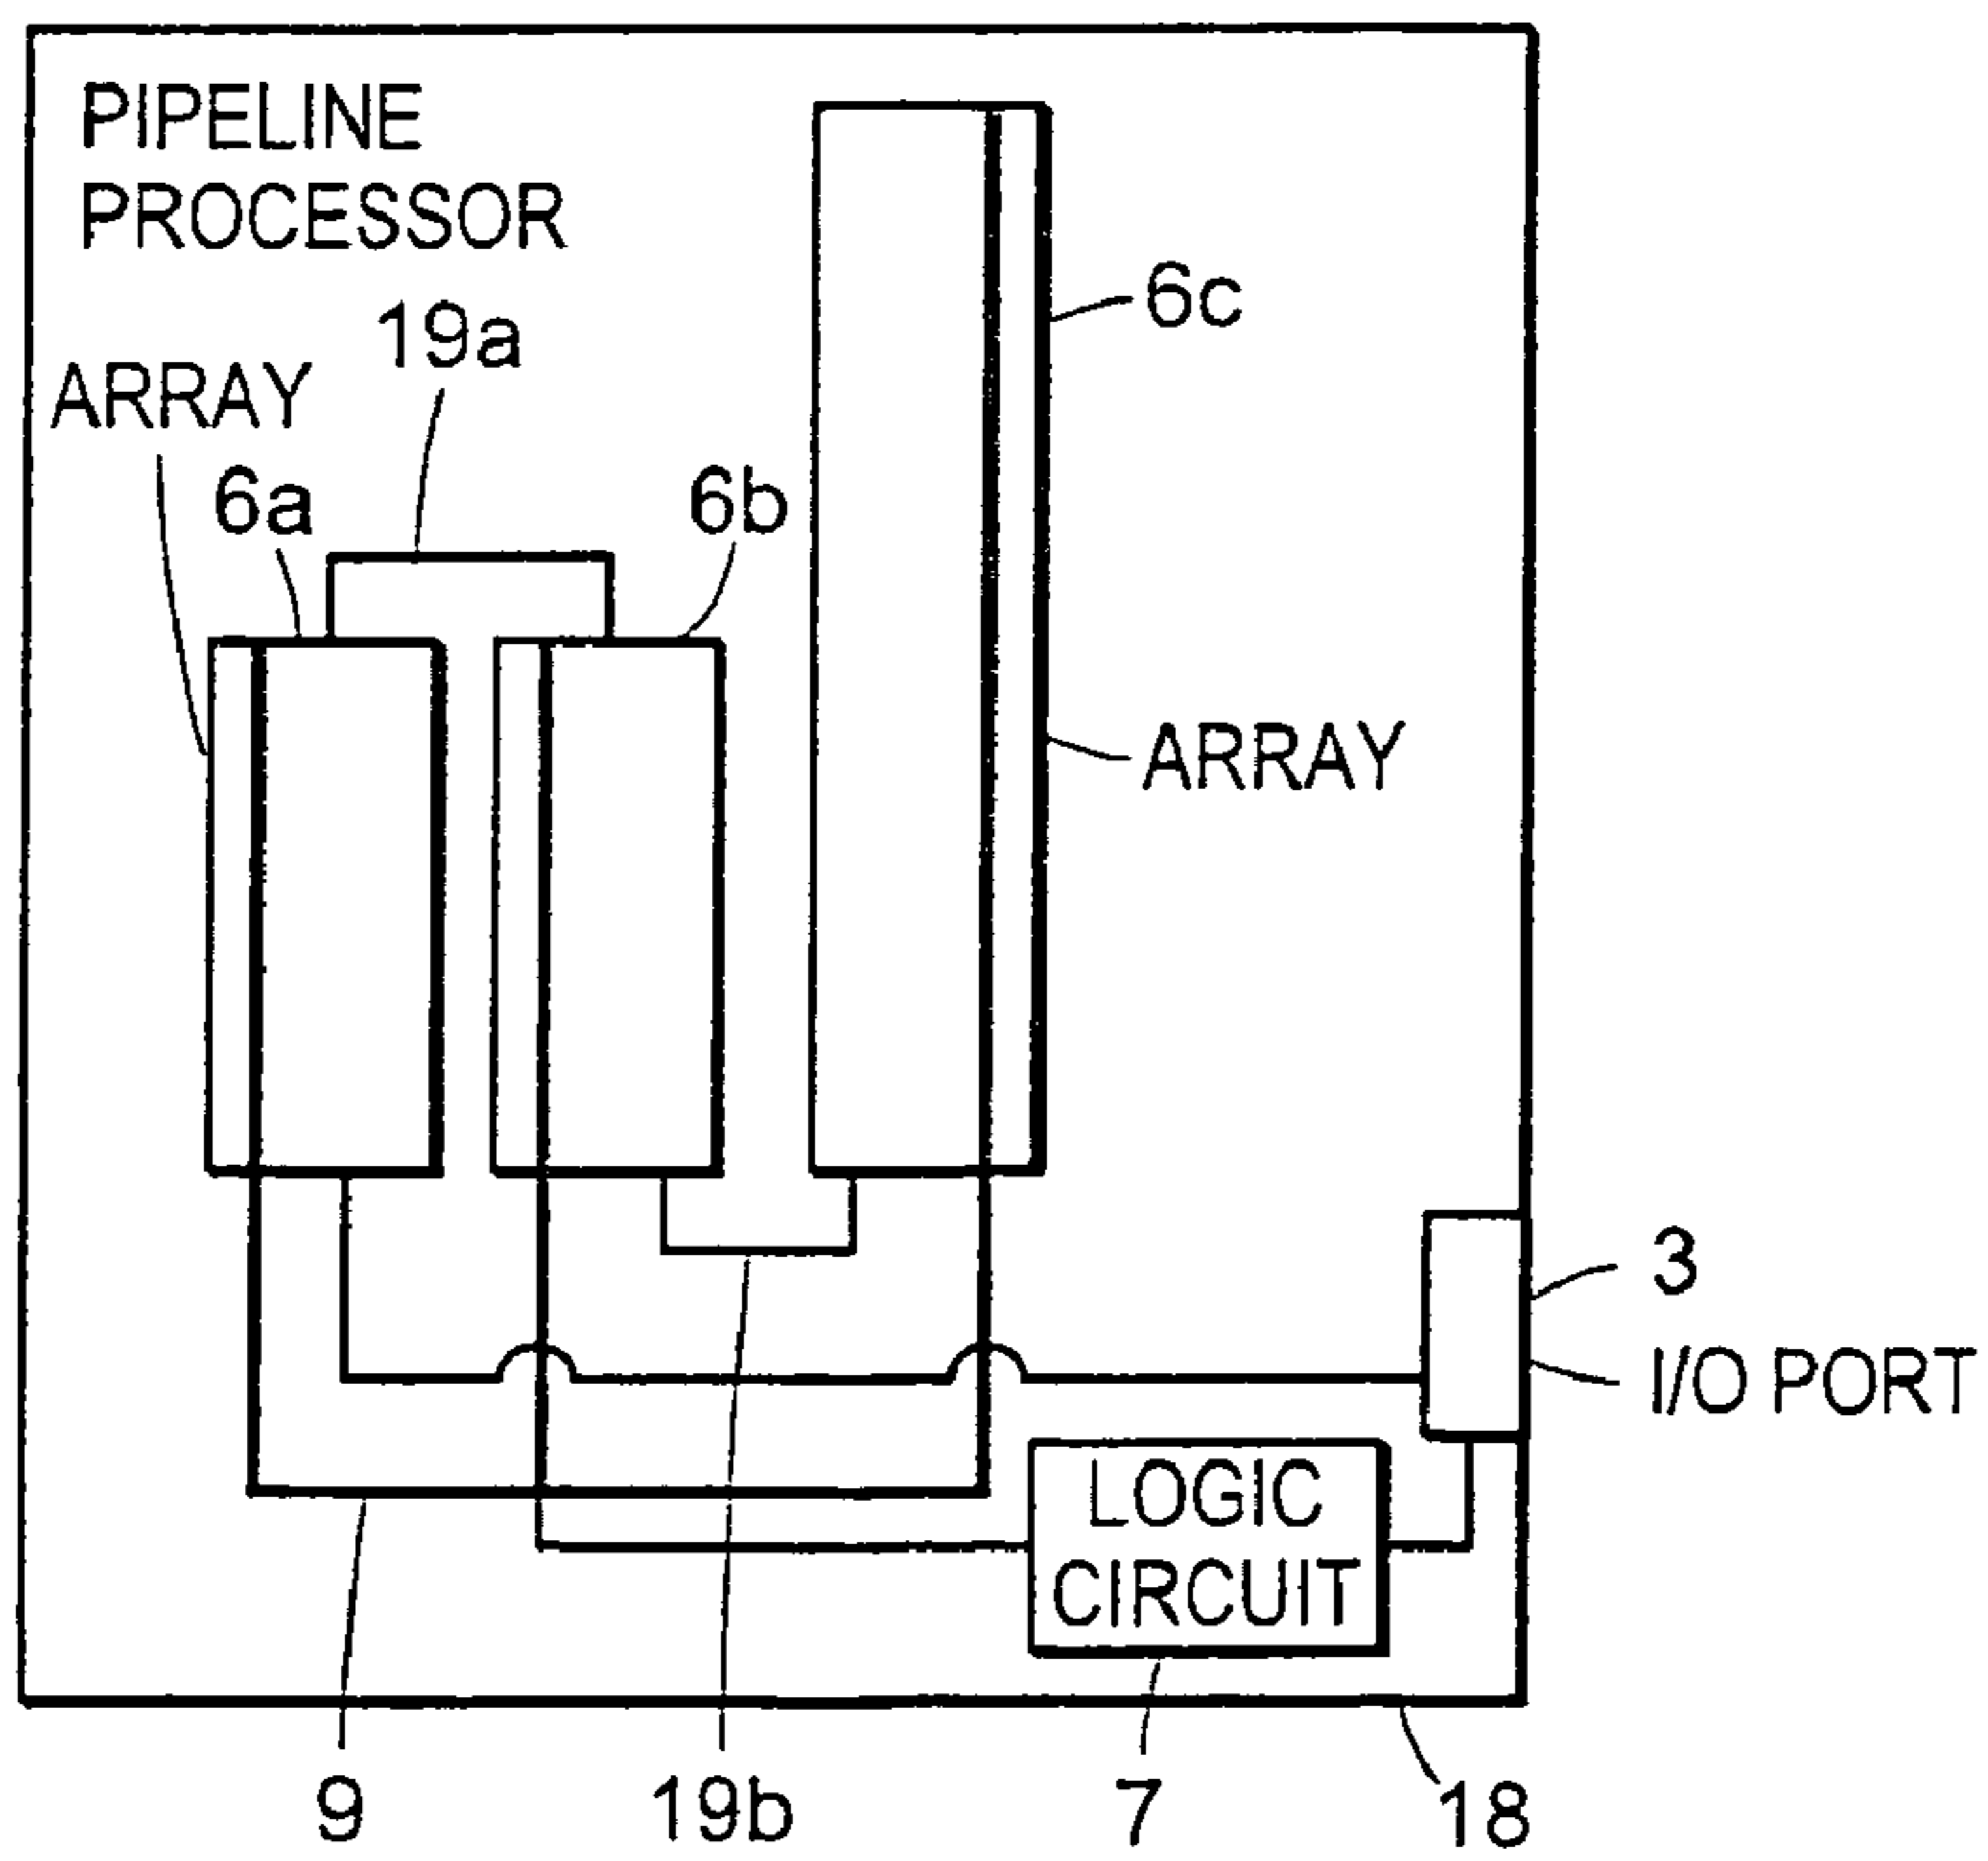 PIPELINE
PROCESSOR
19a
6c
ARRAY
6a
6b
ARRAY
3
I/O PORT
LOGIC
CIRCUIT
9
19b
7
18